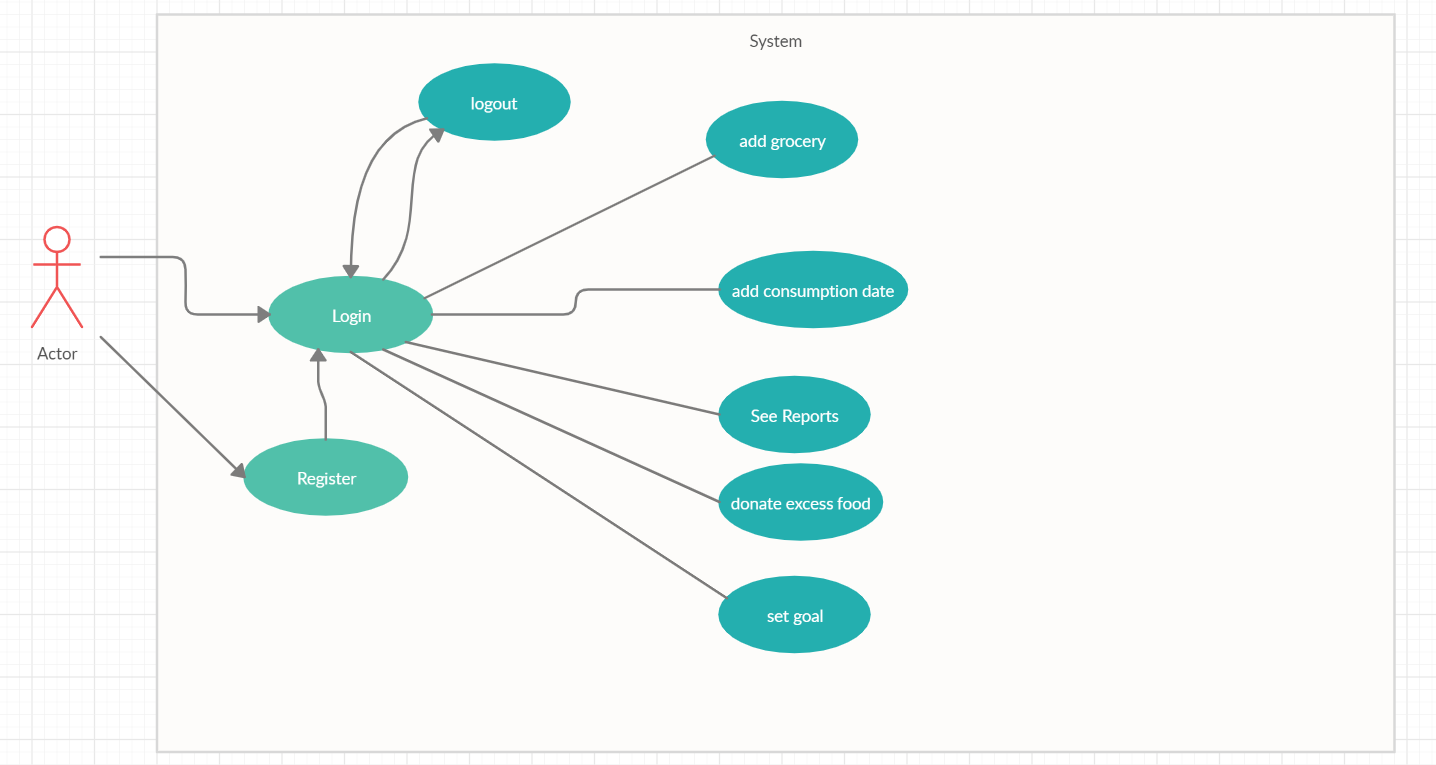 System
logout
add grocery
add consumption date
Login
Actor
See Reports
Register
donate excess food
set goal